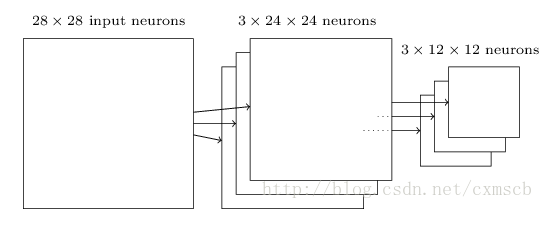 28 × 28 input neurons
3 × 24 × 24 neurons
3 × 12 × 12 neurons
http://blog.csdn.net/cxmscb